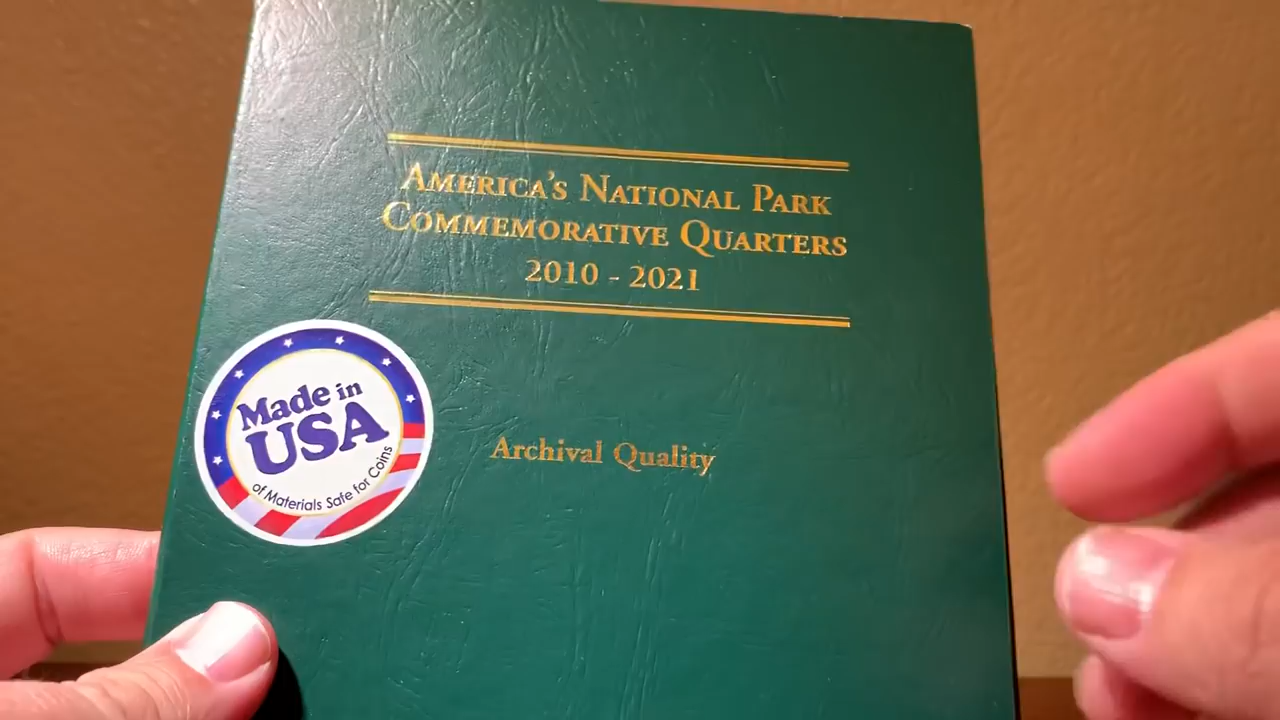 America's National Park
Commemorative Quarters
2010 - 2021
Made in
USA
of Materials Safe for Coins
Archival Quality